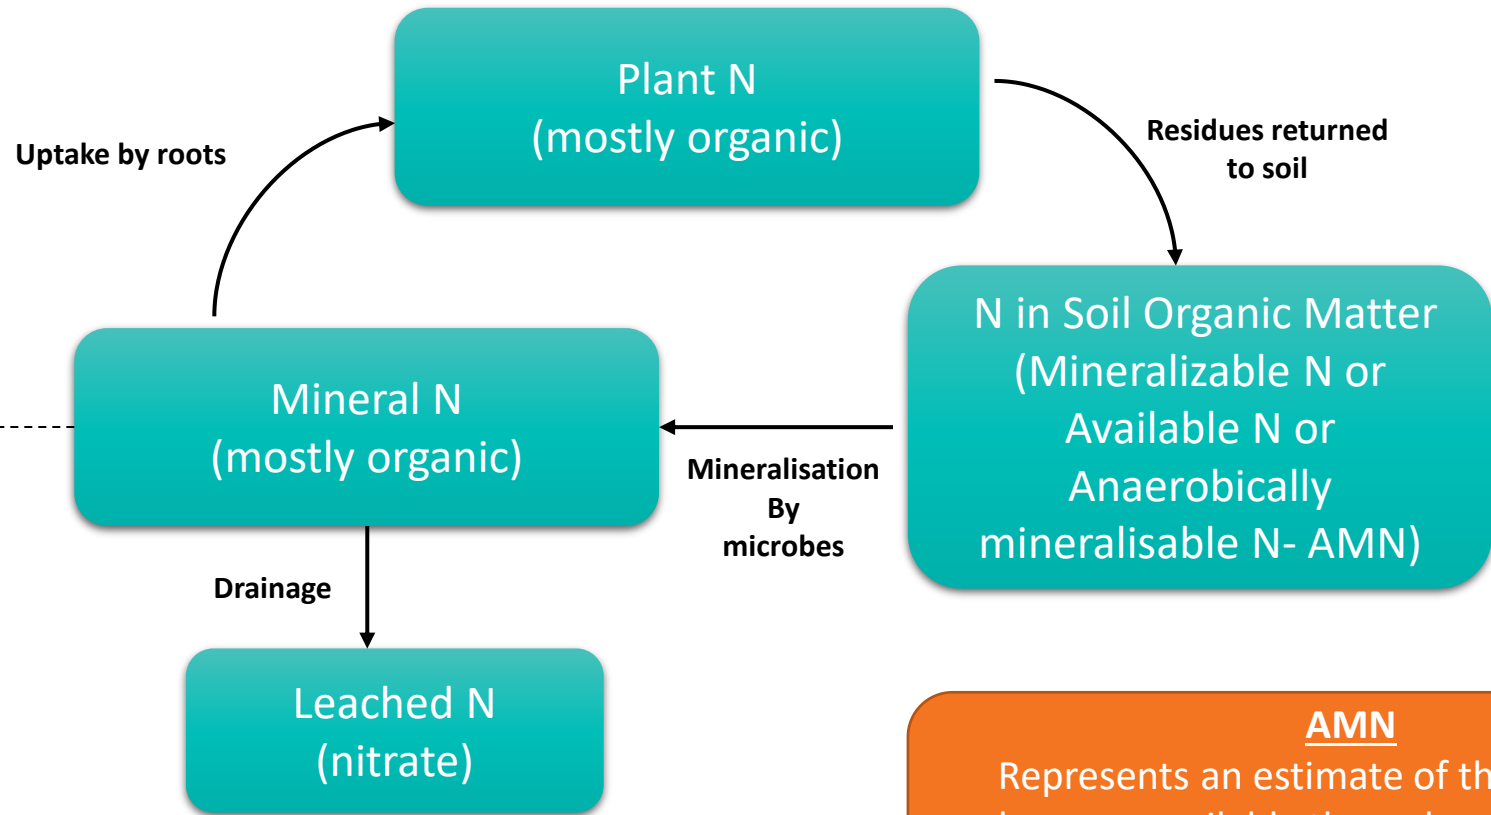 Plant N
(mostly organic)
Uptake by roots
Residues returned
to soil
N in Soil Organic Matter
(Mineralizable N or
Available N or
Anaerobically
mineralisable N- AMN)
Mineral N
(mostly organic)
Mineralisation
By
microbes
Drainage
Leached N
(nitrate)
AMN
Represents an estimate of th